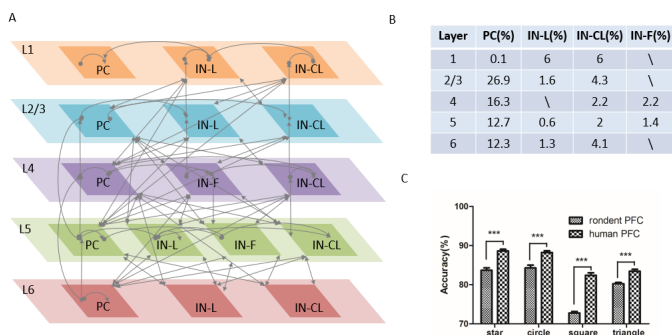 A
L1
PC
IN-L
IN-CL
L2/3
PC
IN-L
IN-CL
L4
PC
IN-F
IN-CL
L5
PC
IN-L
IN-F
IN-CL
L6
PC
IN-L
IN-CL
B
Layer PC(%) IN-L(%) IN-CL(%) IN-F(%)
1 0.1 6 6 \
2/3 26.9 1.6 4.3 \
4 16.3 \ 2.2 2.2
5 12.7 0.6 2 1.4
6 12.3 1.3 4.1 \
C
rondent PFC
human PFC
Accuracy(%)
90
80
70
***
***
***
***
star circle square triangle